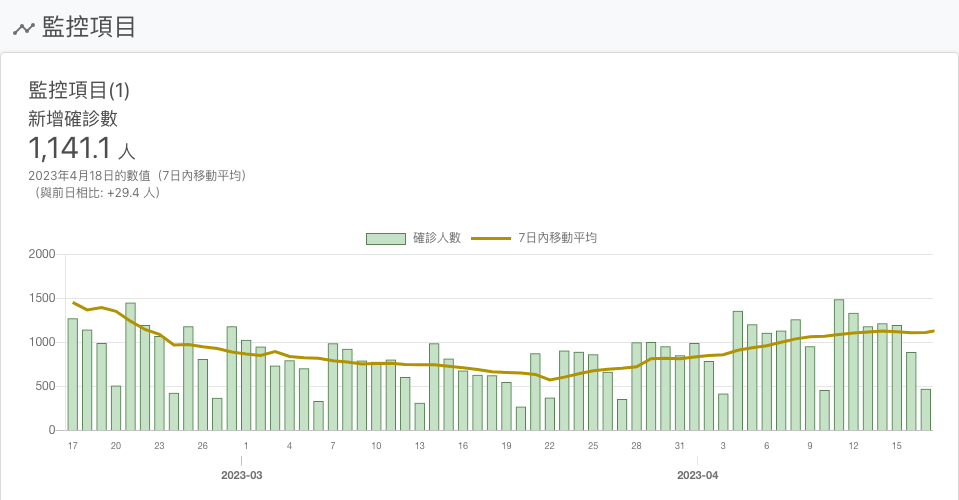 監控項目
監控項目(1)
新增確診數
1,141.1 人
2023年4月18日的數值（7日內移動平均）
（與前日相比: +29.4 人）
確診人數 7日內移動平均
2000
1500
1000
500
0
17 20 23 26 1 4 7 10 13 16 19 22 25 28 31 3 6 9 12 15
2023-03 2023-04